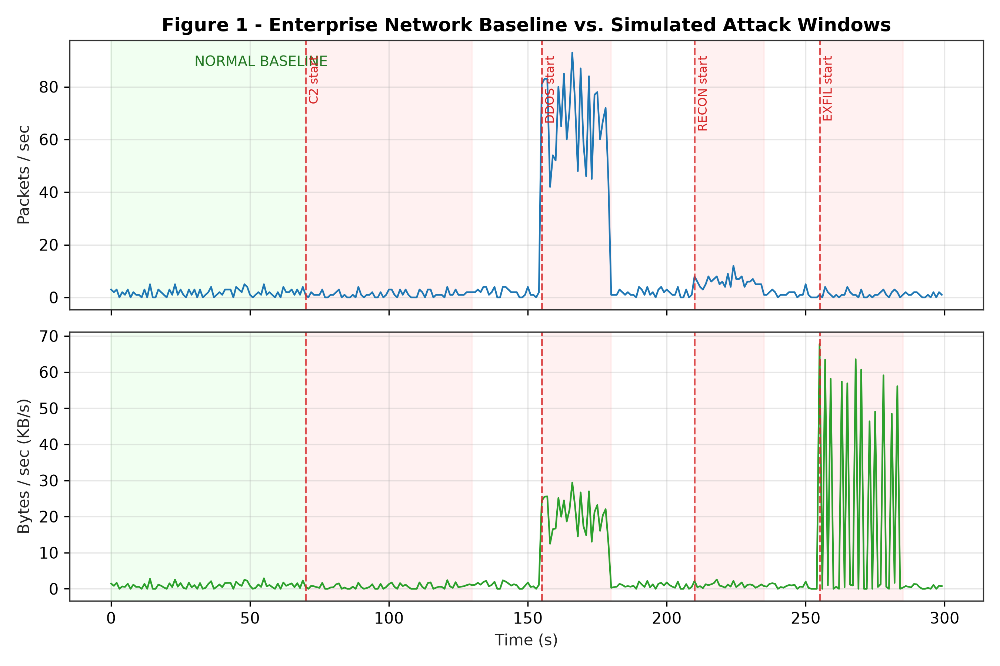 Figure 1 - Enterprise Network Baseline vs. Simulated Attack Windows
NORMAL BASELINE
C2 start
DDOS start
RECON start
EXFIL start
Packets / sec
80
60
40
20
0
Bytes / sec (KB/s)
70
60
50
40
30
20
10
0
0 50 100 150 200 250 300
Time (s)